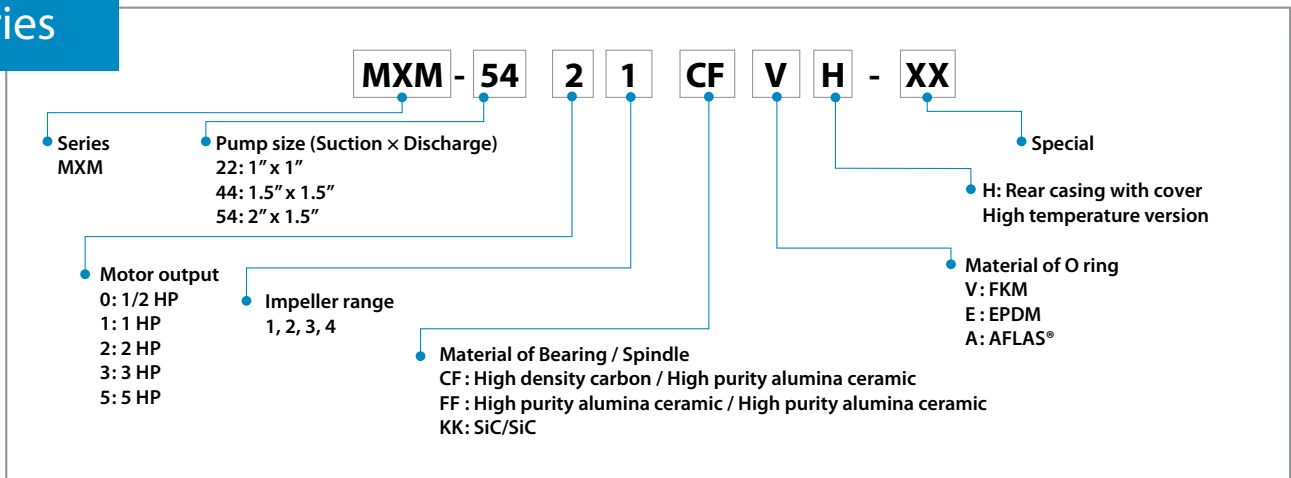 ries
MXM - 54 2 1 CF V H - XX
Series
MXM
Pump size (Suction × Discharge)
22: 1” x 1”
44: 1.5” x 1.5”
54: 2” x 1.5”
Special
H: Rear casing with cover
High temperature version
Motor output
0: 1/2 HP
1: 1 HP
2: 2 HP
3: 3 HP
5: 5 HP
Impeller range
1, 2, 3, 4
Material of O ring
V: FKM
E : EPDM
A: AFLAS®
Material of Bearing / Spindle
CF : High density carbon / High purity alumina ceramic
FF : High purity alumina ceramic / High purity alumina ceramic
KK: SiC/SiC